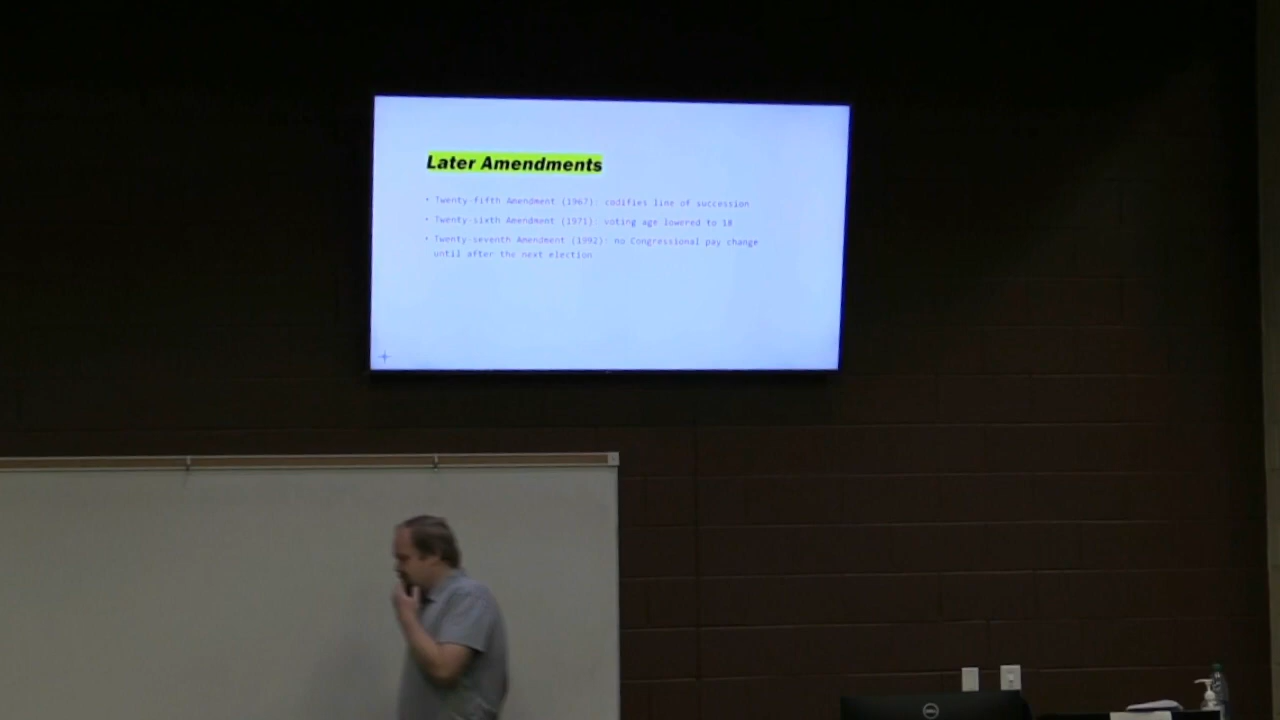 Later Amendments
• Twenty-fifth Amendment (1967): codifies line of succession
• Twenty-sixth Amendment (1971): voting age lowered to 18
• Twenty-seventh Amendment (1992): no Congressional pay change
until after the next election
DELL